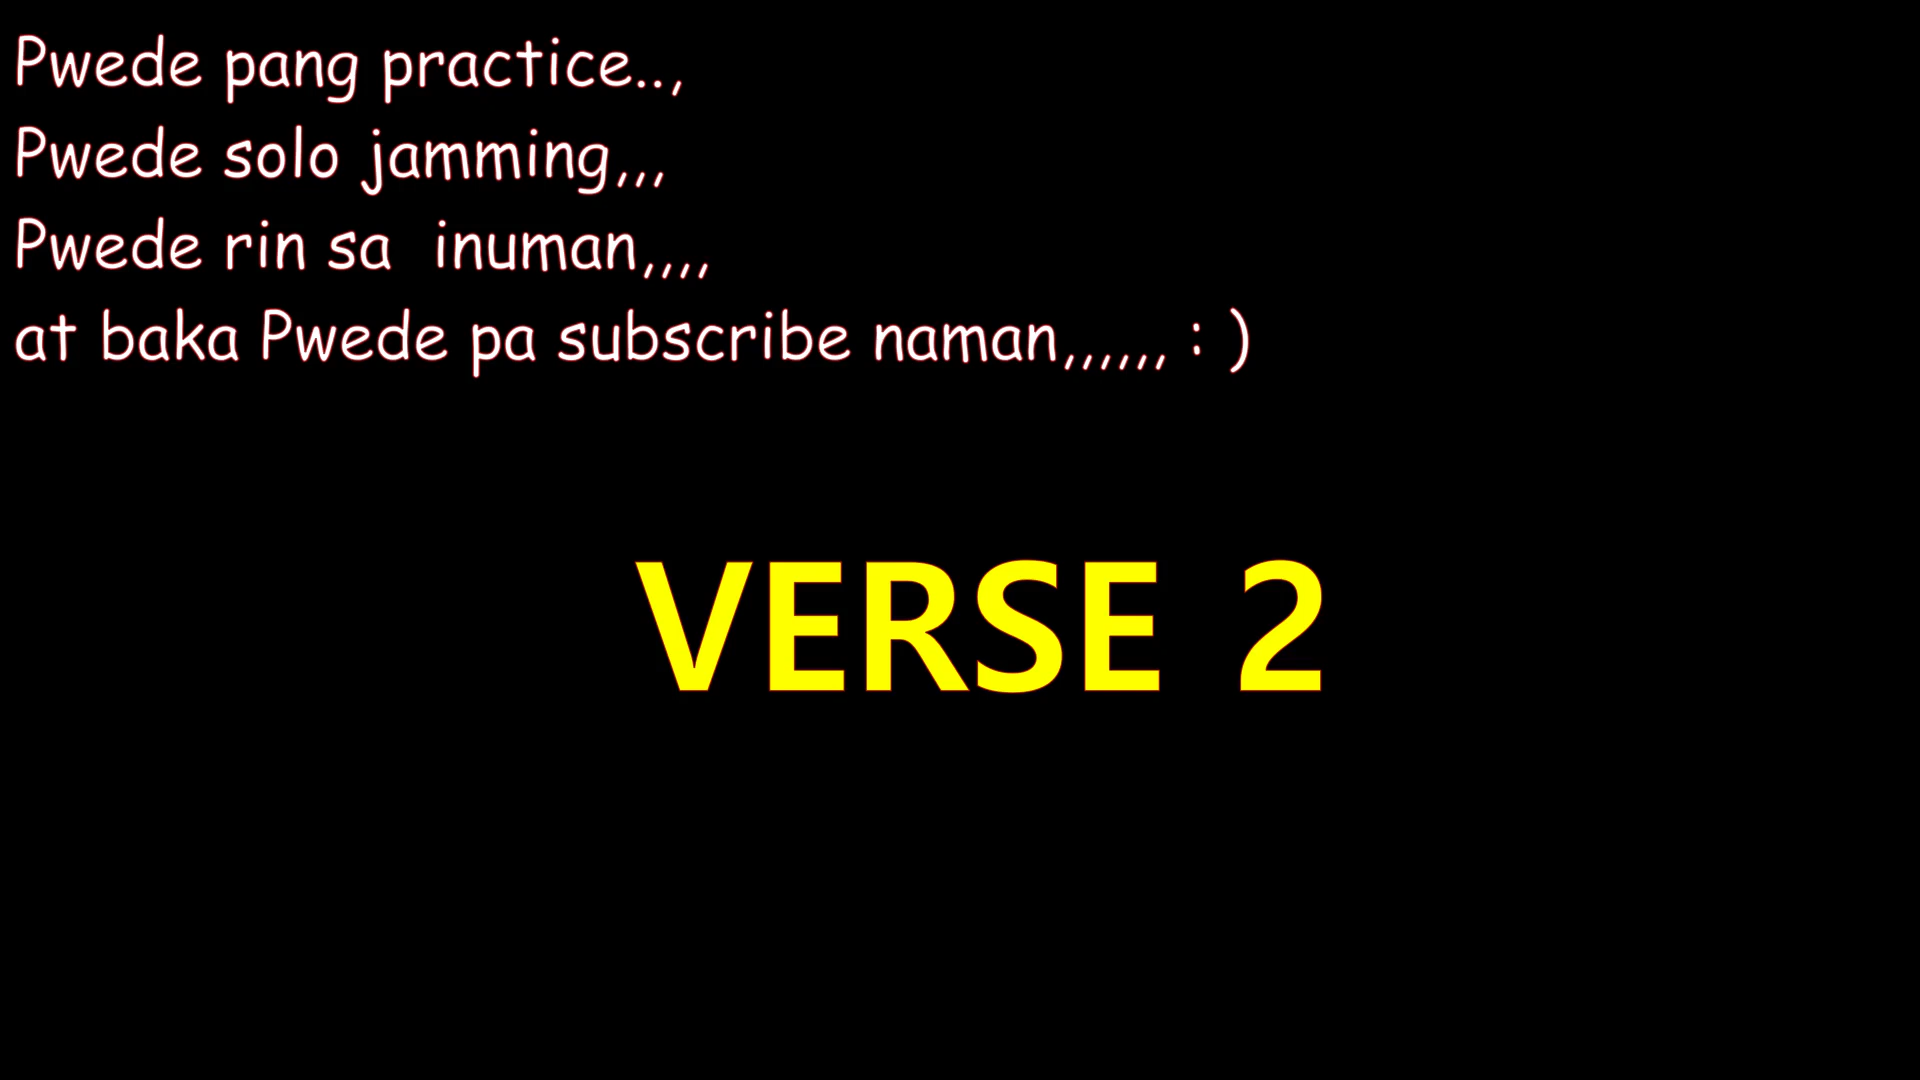 Pwede pang practice..,
Pwede solo jamming,,,
Pwede rin sa  inuman,,,,
at baka Pwede pa subscribe naman,,,,,, : )
VERSE 2